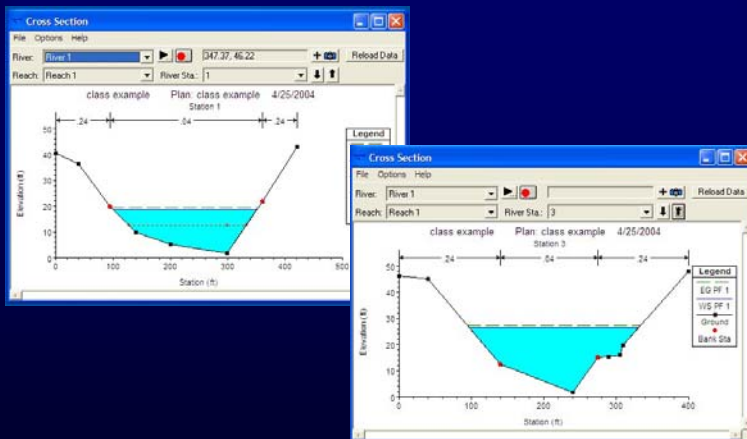 Cross Section
File Options Help
River: River 1 347.37, 46.22 Reload Data
Reach: Reach 1 River Sta.: 1
class example Plan: class example 4/25/2004
Station 1
.24 .04 .24
Legend
Elevation (ft)
50
40
30
20
10
0
0 100 200 300 400 500
Station (ft)
Cross Section
File Options Help
River: River 1 Reload Data
Reach: Reach 1 River Sta.: 3
class example Plan: class example 4/25/2004
Station 3
.24 .04 .24
Legend
EG PF 1
WS PF 1
Ground
Bank Sta
Elevation (ft)
50
40
30
20
10
0
0 100 200 300 400
Station (ft)